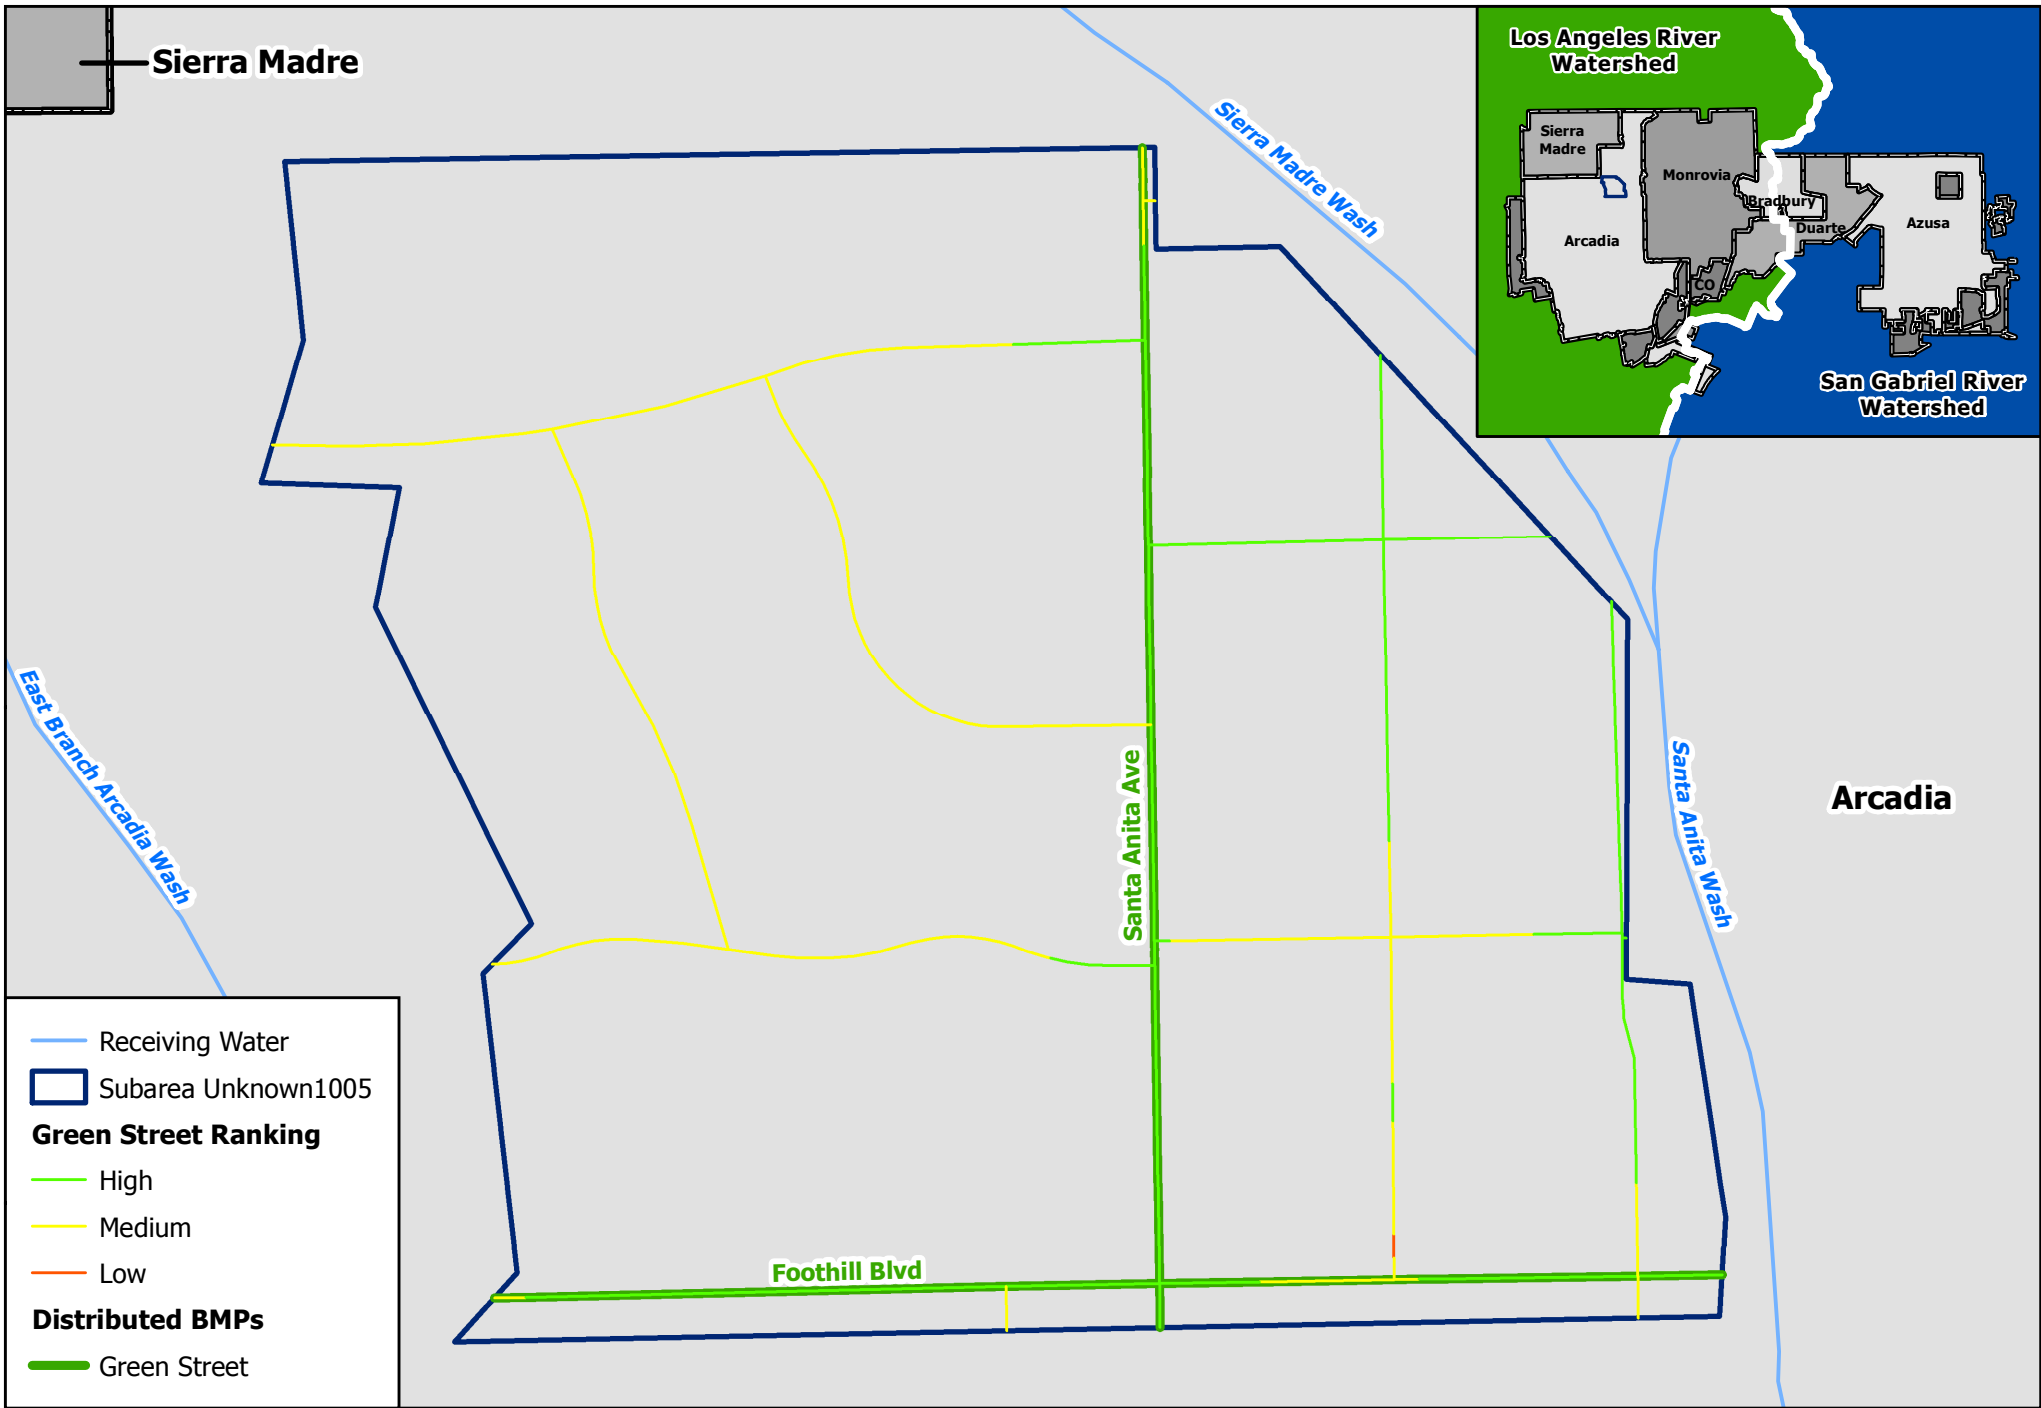 Sierra Madre
Sierra Madre Wash
Los Angeles River
Watershed
Sierra
Madre
Monrovia
Bradbury
Duarte
Azusa
Arcadia
CO
San Gabriel River
Watershed
East Branch Arcadia Wash
Santa Anita Ave
Santa Anita Wash
Arcadia
Foothill Blvd
Receiving Water
Subarea Unknown1005
Green Street Ranking
High
Medium
Low
Distributed BMPs
Green Street